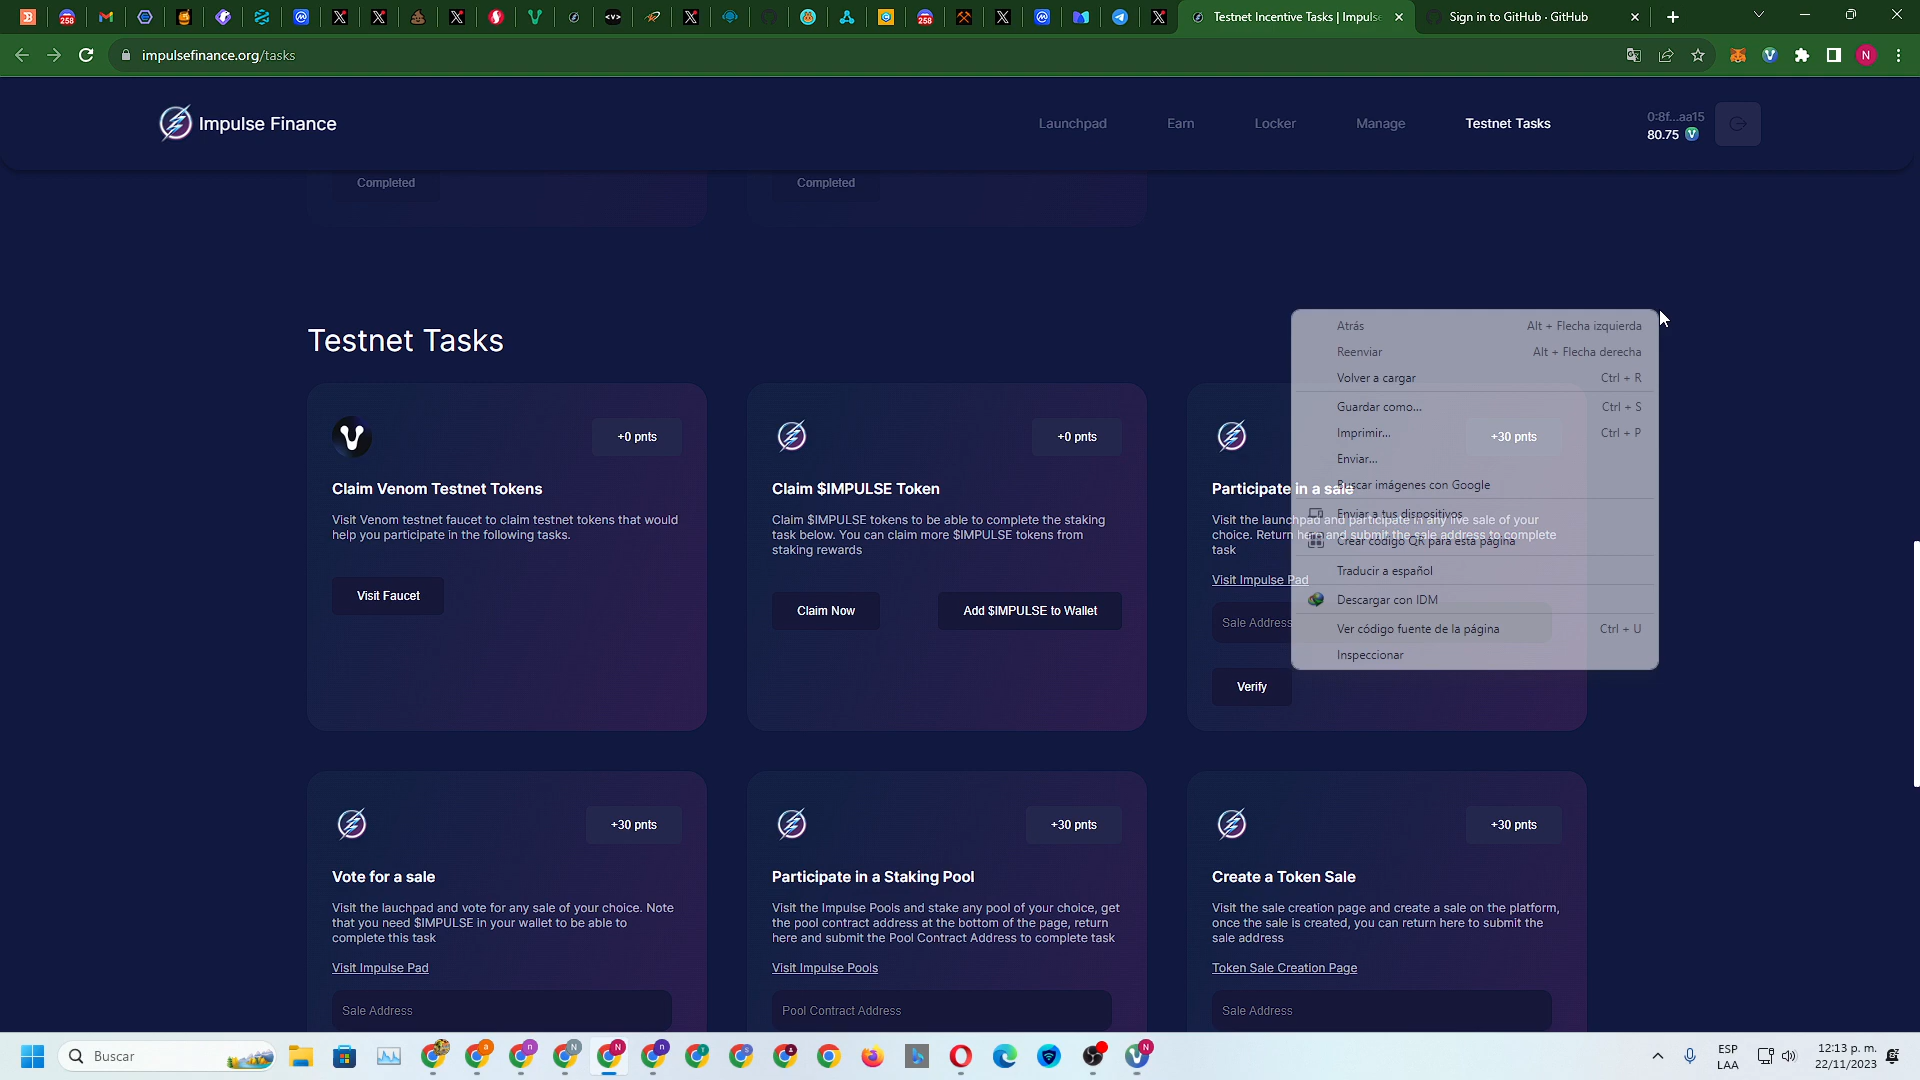 Testnet Incentive Tasks | Impuls
Sign in to GitHub · GitHub
impulsefinance.org/tasks
N
Impulse Finance
Launchpad
Earn
Locker
Manage
Testnet Tasks
0:8f...aa15
80.75
Completed
Completed
Testnet Tasks
Atrás
Alt + Flecha izquierda
Reenviar
Alt + Flecha derecha
Volver a cargar
Ctrl + R
Guardar como...
Ctrl + S
Imprimir...
Ctrl + P
Enviar...
Buscar imágenes con Google
Enviar a tus dispositivos
Crear código QR para esta página
Traducir a español
Descargar con IDM
Ver código fuente de la página
Ctrl + U
Inspeccionar
+0 pnts
Claim Venom Testnet Tokens
Visit Venom testnet faucet to claim testnet tokens that would
help you participate in the following tasks.
Visit Faucet
+0 pnts
Claim $IMPULSE Token
Claim $IMPULSE tokens to be able to complete the staking
task below. You can claim more $IMPULSE tokens from
staking rewards
Claim Now
Add $IMPULSE to Wallet
+30 pnts
Participate in a sale
Visit the launchpad and participate in any live sale of your
choice. Return here and submit the sale address to complete
task
Visit Impulse Pad
Sale Address
Verify
+30 pnts
Vote for a sale
Visit the lauchpad and vote for any sale of your choice. Note
that you need $IMPULSE in your wallet to be able to
complete this task
Visit Impulse Pad
Sale Address
+30 pnts
Participate in a Staking Pool
Visit the Impulse Pools and stake any pool of your choice, get
the pool contract address at the bottom of the page, return
here and submit the Pool Contract Address to complete task
Visit Impulse Pools
Pool Contract Address
+30 pnts
Create a Token Sale
Visit the sale creation page and create a sale on the platform,
once the sale is created, you can return here to submit the
sale address
Token Sale Creation Page
Sale Address
Buscar
ESP
LAA
12:13 p. m.
22/11/2023